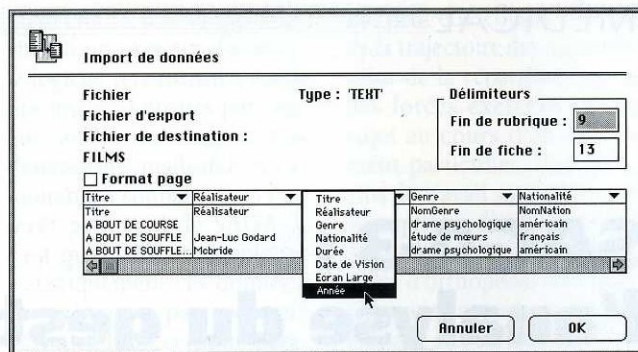 Import de données
Fichier Type : 'TEXT' Délimiteurs
Fichier d'export Fin de rubrique : 9
Fichier de destination : Fin de fiche : 13
FILMS
Format page
Titre Réalisateur Genre Nationalité
Titre Réalisateur NomGenre NomNation
A BOUT DE COURSE drame psychologique américain
A BOUT DE SOUFFLE Jean-Luc Godard étude de mœurs français
A BOUT DE SOUFFLE... Mcbride drame psychologique américain
Titre
Réalisateur
Genre
Nationalité
Durée
Date de Vision
Ecran Large
Année
Annuler OK